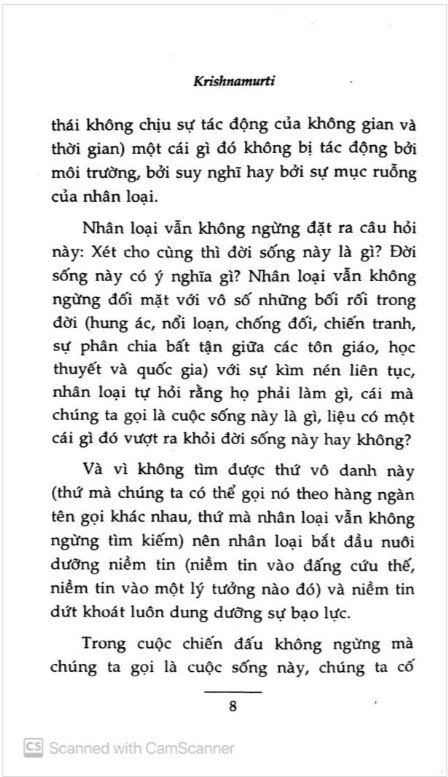 Krishnamurti
thái không chịu sự tác động của không gian và
thời gian) một cái gì đó không bị tác động bởi
môi trường, bởi suy nghĩ hay bởi sự mục ruỗng
của nhân loại.
Nhân loại vẫn không ngừng đặt ra câu hỏi
này: Xét cho cùng thì đời sống này là gì? Đời
sống này có ý nghĩa gì? Nhân loại vẫn không
ngừng đối mặt với vô số những bối rối trong
đời (hung ác, nổi loạn, chống đối, chiến tranh,
sự phân chia bất tận giữa các tôn giáo, học
thuyết và quốc gia) với sự kìm nén liên tục,
nhân loại tự hỏi rằng họ phải làm gì, cái mà
chúng ta gọi là cuộc sống này là gì, liệu có một
cái gì đó vượt ra khỏi đời sống này hay không?
Và vì không tìm được thứ vô danh này
(thứ mà chúng ta có thể gọi nó theo hàng ngàn
tên gọi khác nhau, thứ mà nhân loại vẫn không
ngừng tìm kiếm) nên nhân loại bắt đầu nuôi
dưỡng niềm tin (niềm tin vào đấng cứu thế,
niềm tin vào một lý tưởng nào đó) và niềm tin
dứt khoát luôn dung dưỡng sự bạo lực.
Trong cuộc chiến đấu không ngừng mà
chúng ta gọi là cuộc sống này, chúng ta cố
8
CS Scanned with CamScanner